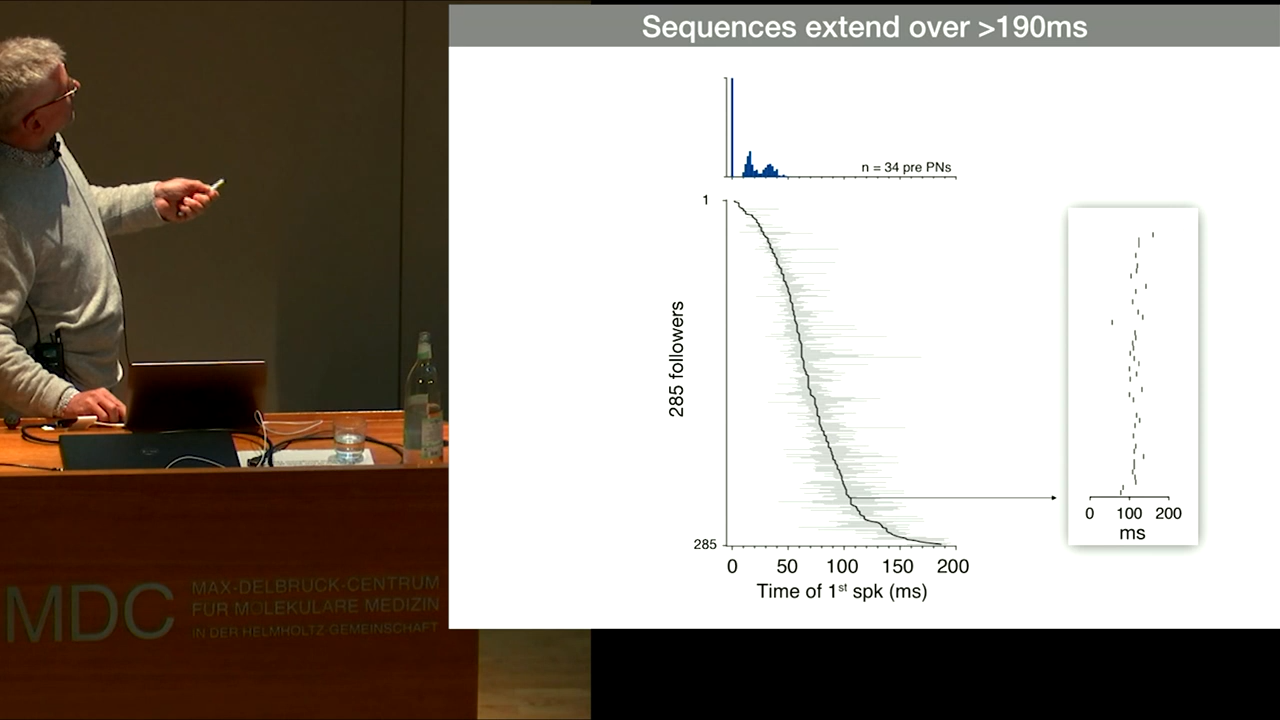 Sequences extend over >190ms
n = 34 pre PNs
1
285 followers
285
0 50 100 150 200
Time of 1st spk (ms)
0 100 200
ms
MDC
MAX-DELBRÜCK-CENTRUM
FÜR MOLEKULARE MEDIZIN
IN DER HELMHOLTZ GEMEINSCHAFT